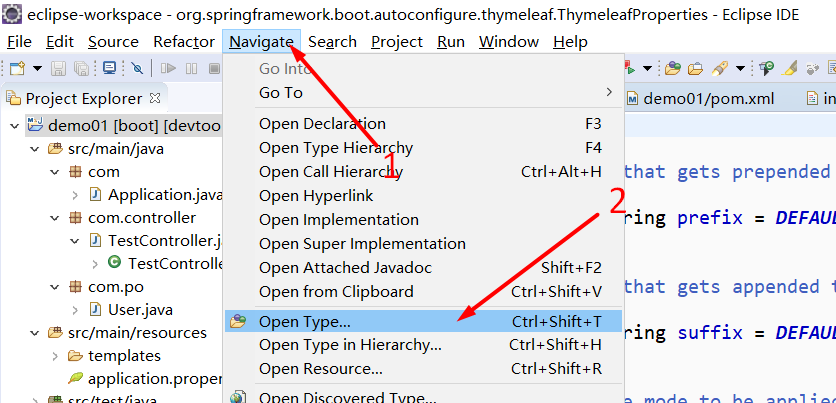 eclipse-workspace - org.springframework.boot.autoconfigure.thymeleaf.ThymeleafProperties - Eclipse IDE
File Edit Source Refactor Navigate Search Project Run Window Help
Project Explorer
demo01 [boot] [devtoo
src/main/java
com
Application.java
com.controller
TestController.j
TestController
com.po
User.java
src/main/resources
templates
application.proper
src/test/java
Go Into
Go To
Open Declaration F3
Open Type Hierarchy F4
Open Call Hierarchy Ctrl+Alt+H
Open Hyperlink
Open Implementation
Open Super Implementation
Open Attached Javadoc Shift+F2
Open from Clipboard Ctrl+Shift+V
Open Type... Ctrl+Shift+T
Open Type in Hierarchy... Ctrl+Shift+H
Open Resource... Ctrl+Shift+R
Open Discovered Type...
1
2
demo01/pom.xml in
that gets prepended
ring prefix = DEFAUL
that gets appended t
ring suffix = DEFAUL
e mode to be applied